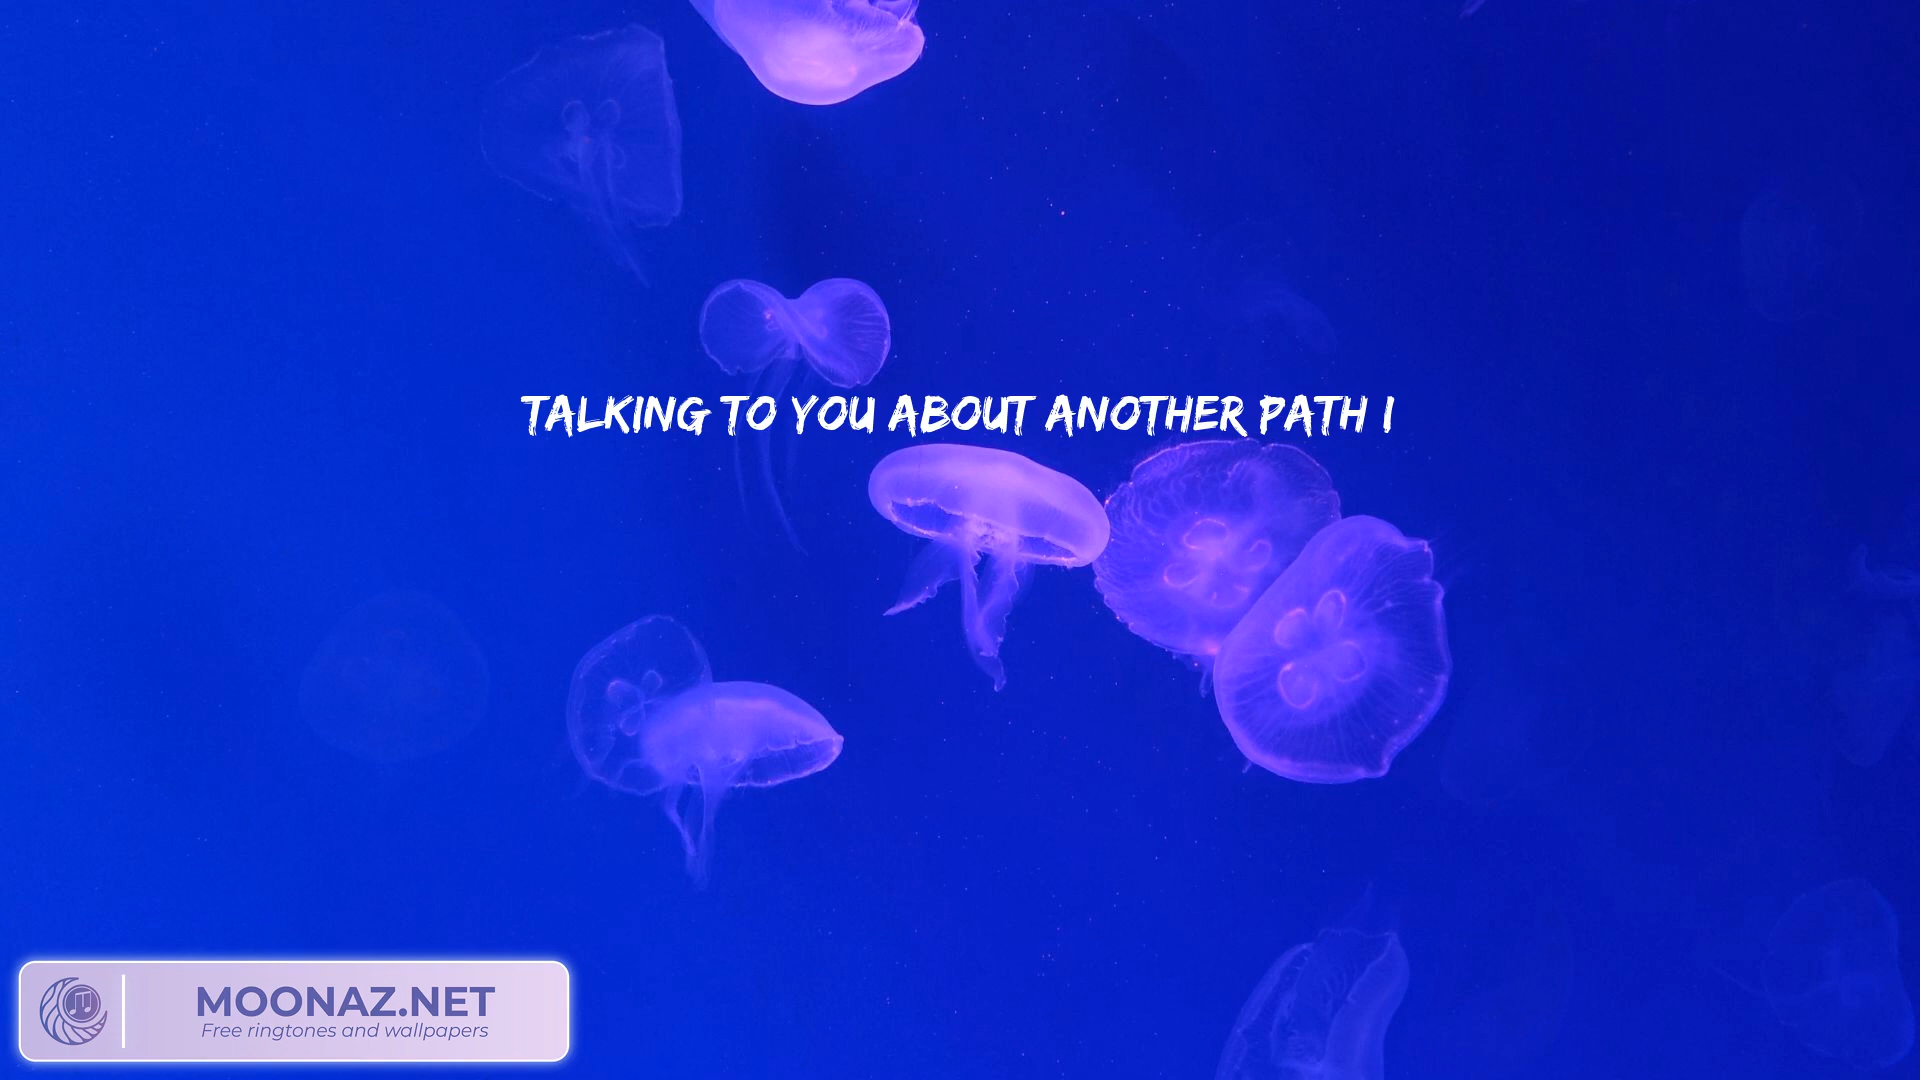 TALKING TO YOU ABOUT ANOTHER PATH I
MOONAZ.NET
Free ringtones and wallpapers